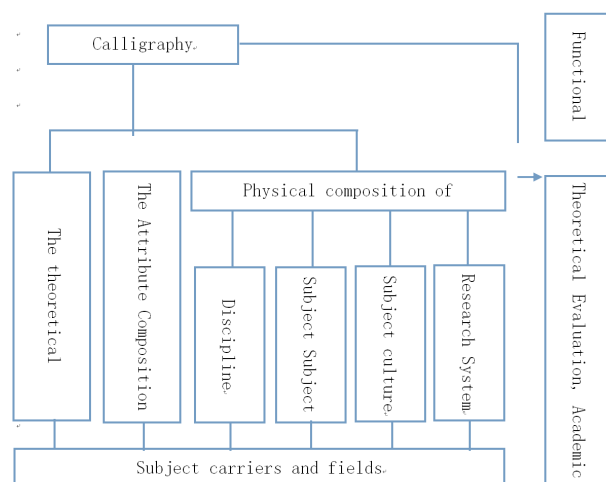 Calligraphy
Functional
The theoretical
The Attribute Composition
Physical composition of
Discipline
Subject Subject
Subject culture
Research System
Theoretical Evaluation, Academic
Subject carriers and fields